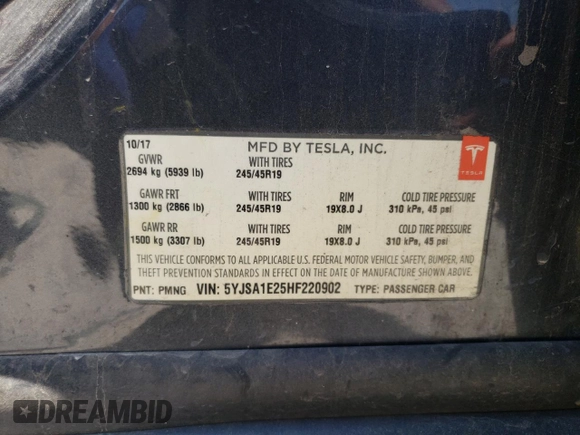 10/17 MFD BY TESLA, INC.
GVWR WITH TIRES
2694 kg (5939 lb) 245/45R19
TESLA
GAWR FRT WITH TIRES RIM COLD TIRE PRESSURE
1300 kg (2866 lb) 245/45R19 19X8.0 J 310 kPa, 45 psi
GAWR RR WITH TIRES RIM COLD TIRE PRESSURE
1500 kg (3307 lb) 245/45R19 19X8.0 J 310 kPa, 45 psi
THIS VEHICLE CONFORMS TO ALL APPLICABLE U.S. FEDERAL MOTOR VEHICLE SAFETY, BUMPER, AND
THEFT PREVENTION STANDARDS IN EFFECT ON THE DATE OF MANUFACTURE SHOWN ABOVE.
PNT: PMNG VIN: 5YJSA1E25HF220902 TYPE: PASSENGER CAR
DREAMBID